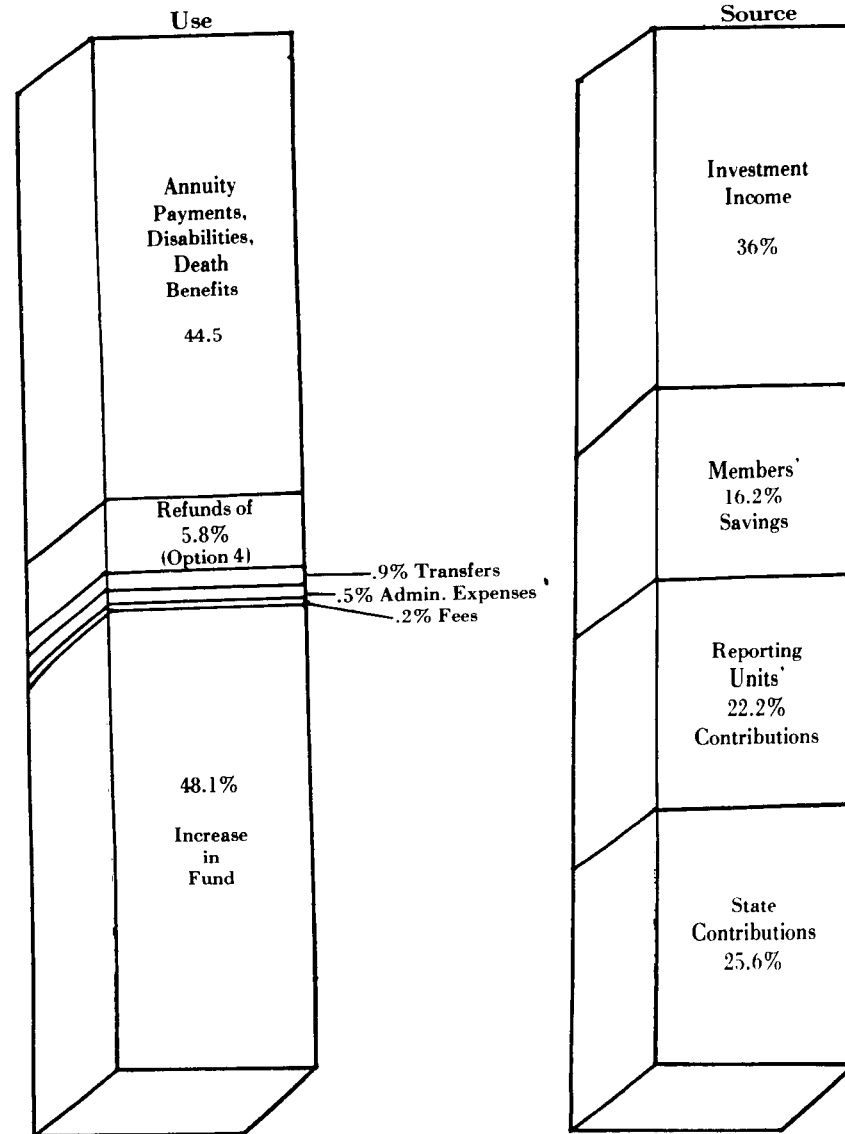 Use
Annuity
Payments,
Disabilities,
Death
Benefits
44.5
Refunds of
5.8%
(Option 4)
.9% Transfers
.5% Admin. Expenses
.2% Fees
48.1%
Increase
in
Fund
Source
Investment
Income
36%
Members'
16.2%
Savings
Reporting
Units'
22.2%
Contributions
State
Contributions
25.6%